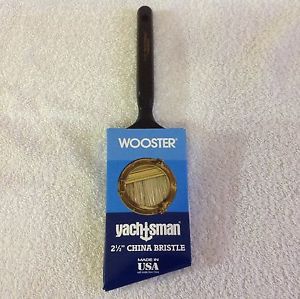 WOOSTER®
yachtsman®
2½" CHINA BRISTLE
MADE IN
USA